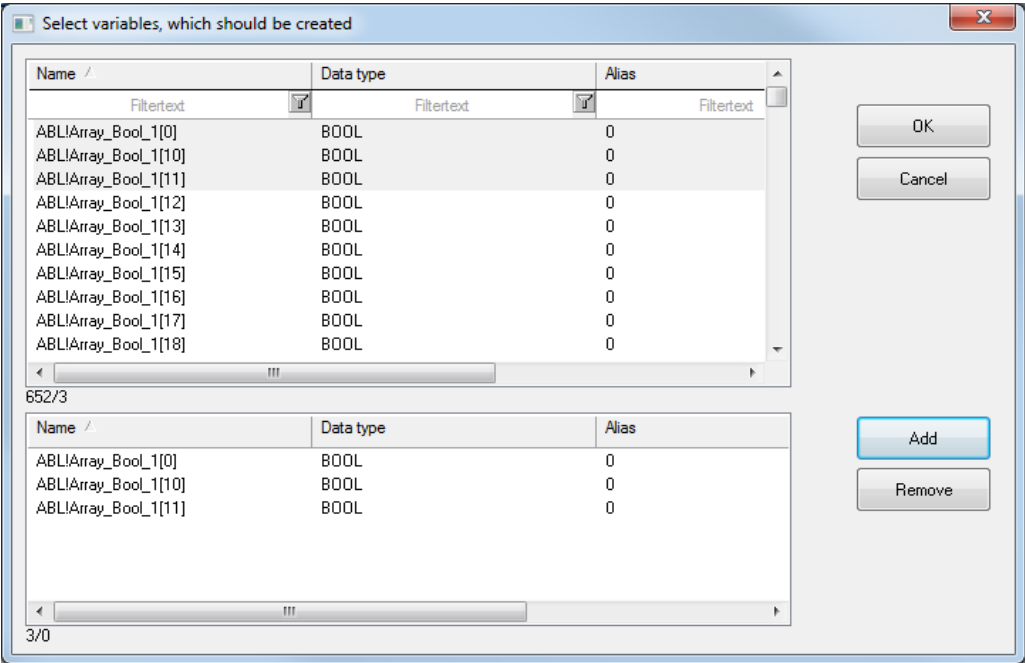 Select variables, which should be created
Name Data type Alias
Filtertext Filtertext Filtertext
ABL!Array_Bool_1[0] BOOL 0
ABL!Array_Bool_1[10] BOOL 0
ABL!Array_Bool_1[11] BOOL 0
ABL!Array_Bool_1[12] BOOL 0
ABL!Array_Bool_1[13] BOOL 0
ABL!Array_Bool_1[14] BOOL 0
ABL!Array_Bool_1[15] BOOL 0
ABL!Array_Bool_1[16] BOOL 0
ABL!Array_Bool_1[17] BOOL 0
ABL!Array_Bool_1[18] BOOL 0
652/3
OK
Cancel
Name Data type Alias
ABL!Array_Bool_1[0] BOOL 0
ABL!Array_Bool_1[10] BOOL 0
ABL!Array_Bool_1[11] BOOL 0
3/0
Add
Remove